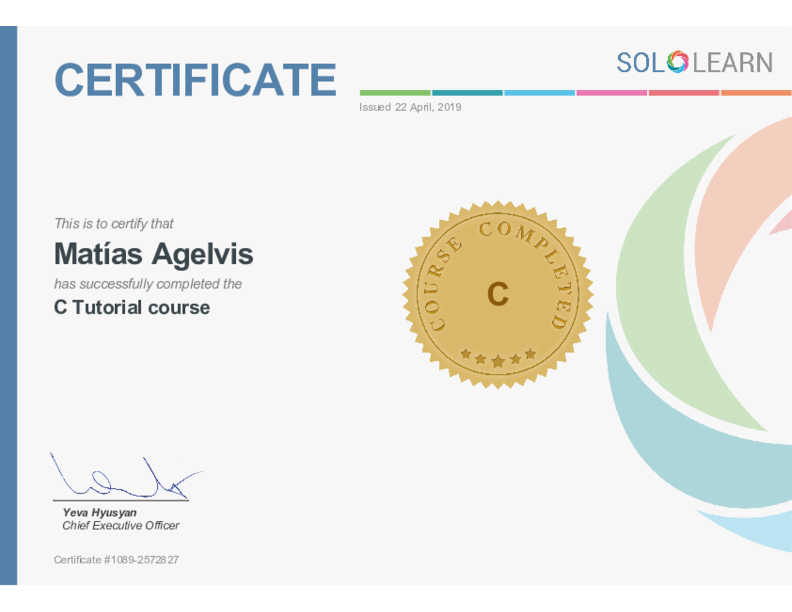 CERTIFICATE
SOLOLEARN
Issued 22 April, 2019
This is to certify that
Matías Agelvis
has successfully completed the
C Tutorial course
COURSE COMPLETED
C
Yeva Hyusyan
Chief Executive Officer
Certificate #1089-2572827